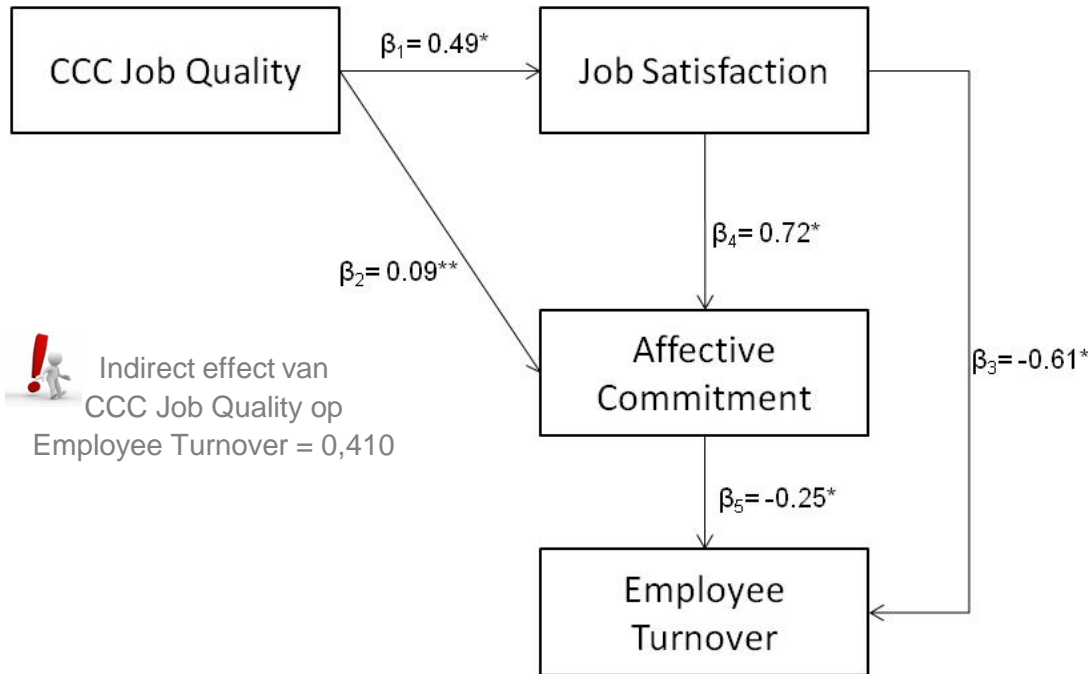 CCC Job Quality
β₁= 0.49*
Job Satisfaction
β₄= 0.72*
β₂= 0.09**
Affective
Commitment
β₃= -0.61*
Indirect effect van
CCC Job Quality op
Employee Turnover = 0,410
β₅= -0.25*
Employee
Turnover